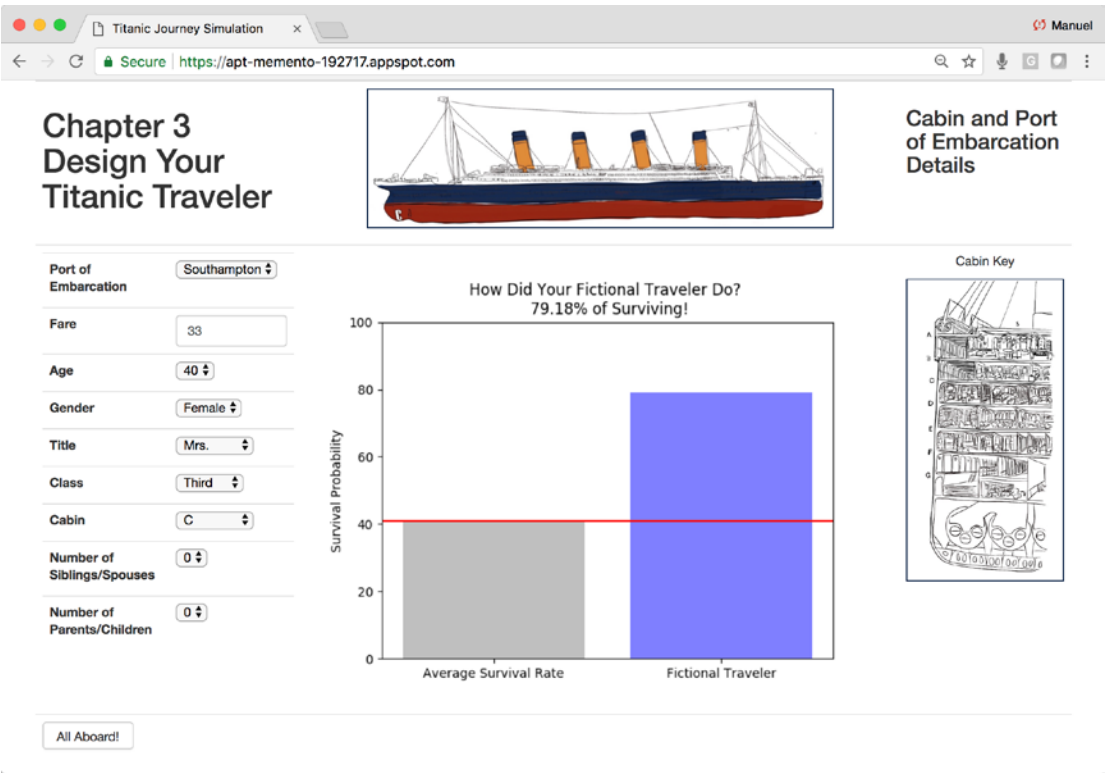 Titanic Journey Simulation
Manuel
Secure
https://apt-memento-192717.appspot.com
Chapter 3
Design Your
Titanic Traveler
Cabin and Port
of Embarcation
Details
Port of
Embarcation
Southampton
Fare
33
Age
40
Gender
Female
Title
Mrs.
Class
Third
Cabin
C
Number of
Siblings/Spouses
0
Number of
Parents/Children
0
All Aboard!
How Did Your Fictional Traveler Do?
79.18% of Surviving!
Survival Probability
100
80
60
40
20
0
Average Survival Rate
Fictional Traveler
Cabin Key
A
B
C
D
E
F
G